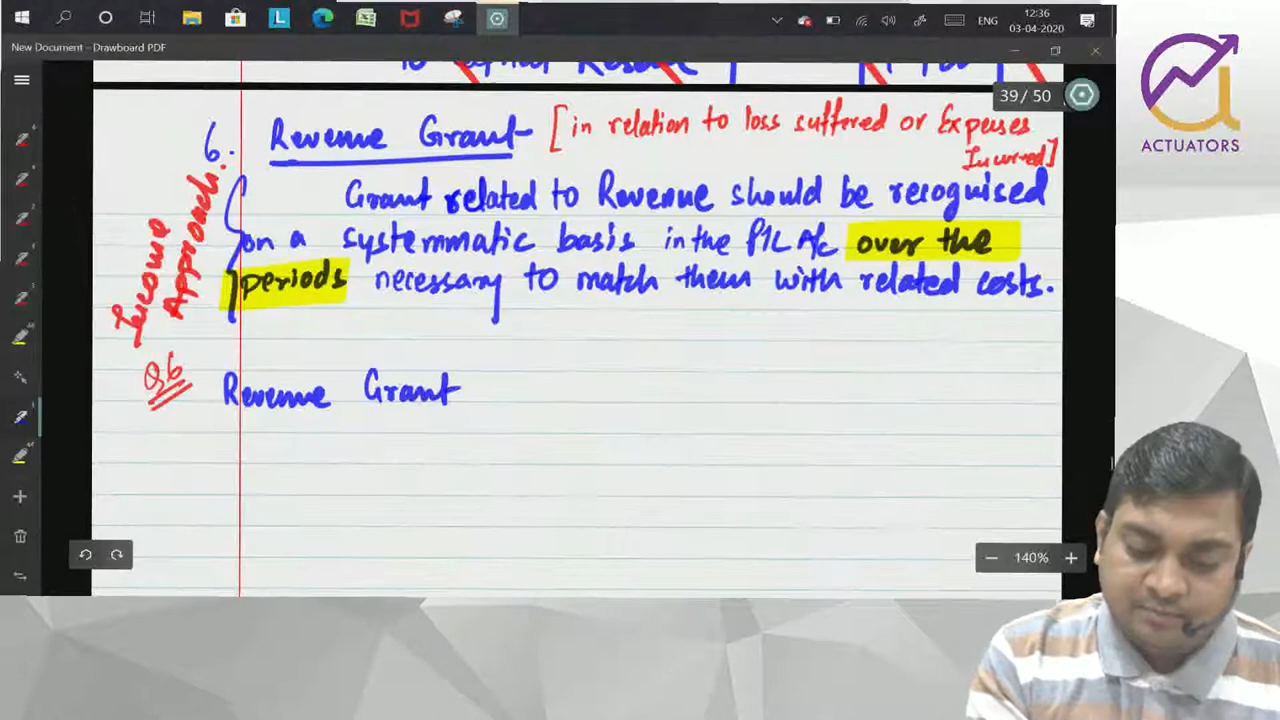 12:36
ENG
03-04-2020
New Document - Drawboard PDF
39 / 50
6. Revenue Grant [in relation to loss suffered or Expenses
Incurred]
Grant related to Revenue should be recognised
on a systemmatic basis in the P&L A/c over the
periods necessary to match them with related costs.
Income
Approach.
Q6
Revenue Grant
140%
ACTUATORS